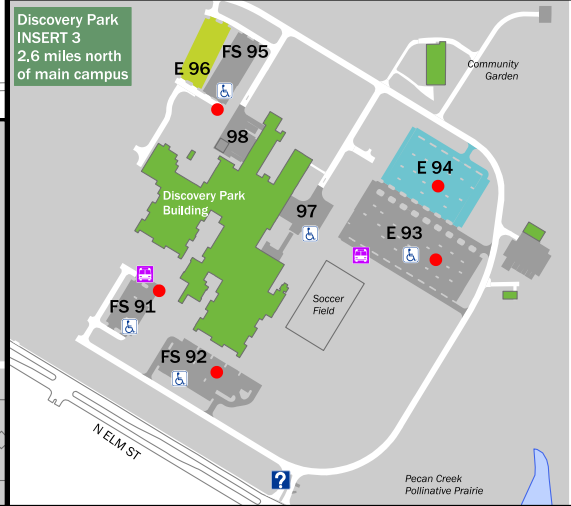 Discovery Park
INSERT 3
2,6 miles north
of main campus
FS 95
E 96
Community
Garden
98
E 94
Discovery Park
Building
97
E 93
Soccer
Field
FS 91
FS 92
N ELM ST
?
Pecan Creek
Pollinative Prairie